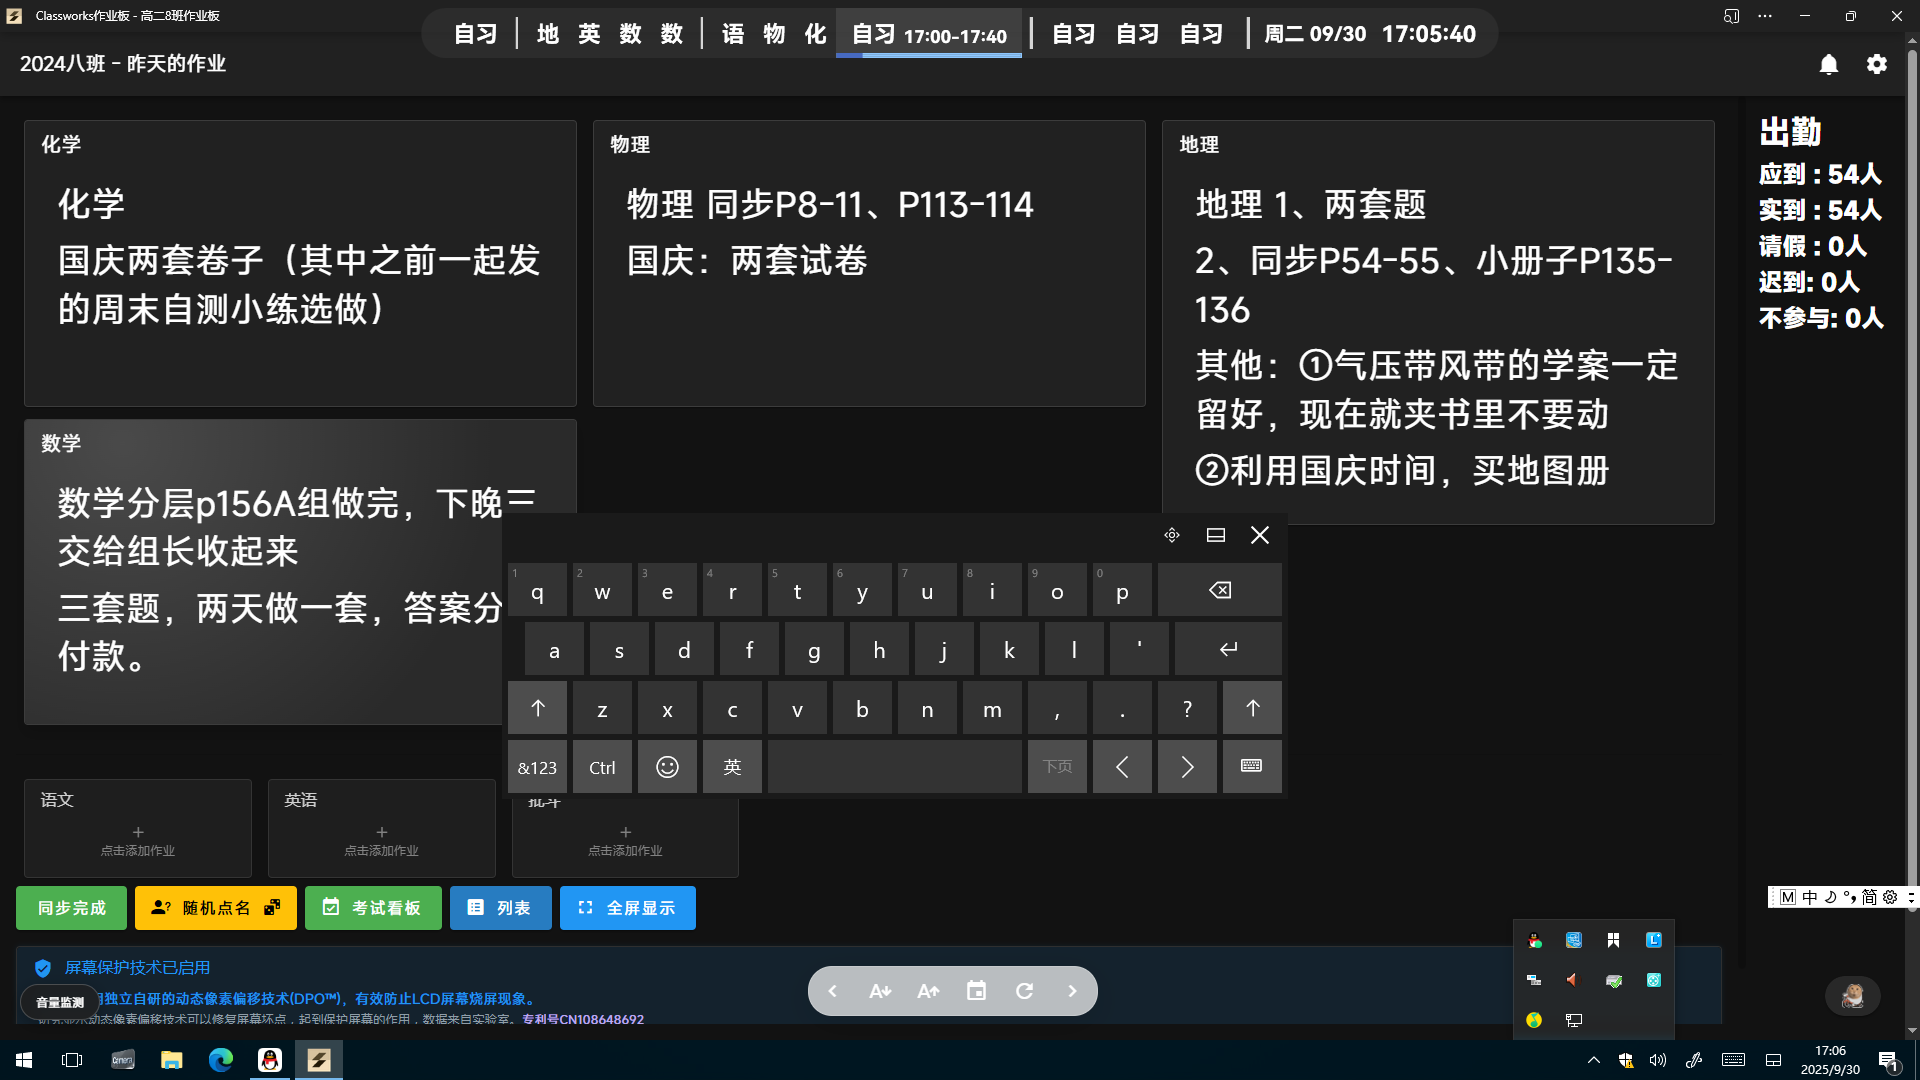 Classworks作业板 - 高二8班作业板
自习 | 地 英 数 数 | 语 物 化 自习 17:00-17:40 | 自习 自习 自习 | 周二 09/30 17:05:40
2024八班 - 昨天的作业
化学
化学
国庆两套卷子（其中之前一起发
的周末自测小练选做）
物理
物理 同步P8-11、P113-114
国庆：两套试卷
地理
地理 1、两套题
2、同步P54-55、小册子P135-
136
其他：①气压带风带的学案一定
留好，现在就夹书里不要动
②利用国庆时间，买地图册
出勤
应到：54人
实到：54人
请假：0人
迟到: 0人
不参与: 0人
数学
数学分层p156A组做完，下晚三
交给组长收起来
三套题，两天做一套，答案分
付款。
1 q 2 w 3 e 4 r 5 t 6 y 7 u 8 i 9 o 0 p
a s d f g h j k l '
z x c v b n m , . ?
&123 Ctrl 英 下页
语文
点击添加作业
英语
点击添加作业
点击添加作业
同步完成 随机点名 考试看板 列表 全屏显示
M 中 简
屏幕保护技术已启用
独立自研的动态像素偏移技术(DPO™)，有效防止LCD屏幕烧屏现象。
音量监测
动态像素偏移技术可以修复屏幕坏点，起到保护屏幕的作用，数据来自实验室。专利号CN108648692
A A
17:06
2025/9/30
1